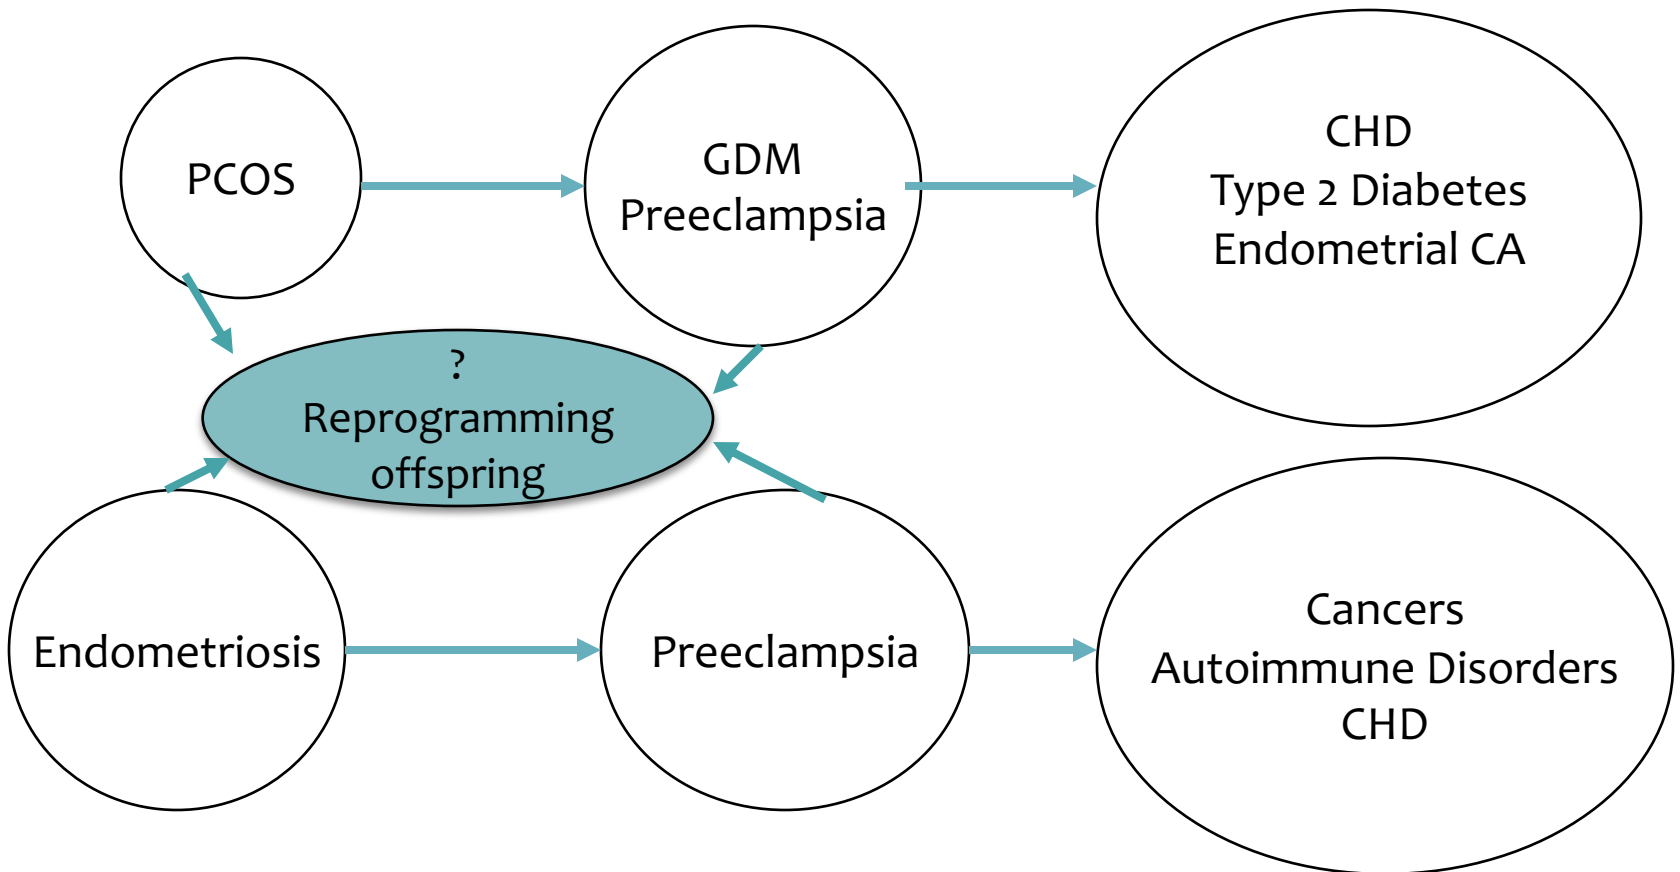 PCOS
GDM
Preeclampsia
CHD
Type 2 Diabetes
Endometrial CA
?
Reprogramming
offspring
Endometriosis
Preeclampsia
Cancers
Autoimmune Disorders
CHD